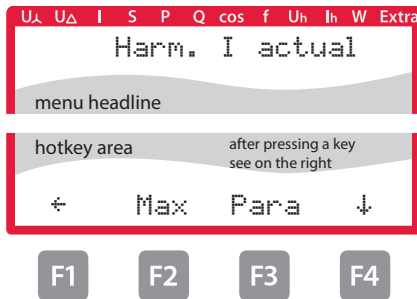 U⅄ U△ I S P Q cos f Uh Ih W Extra
Harm. I actual
menu headline
hotkey area
after pressing a key
see on the right
← Max Para ↓
F1 F2 F3 F4